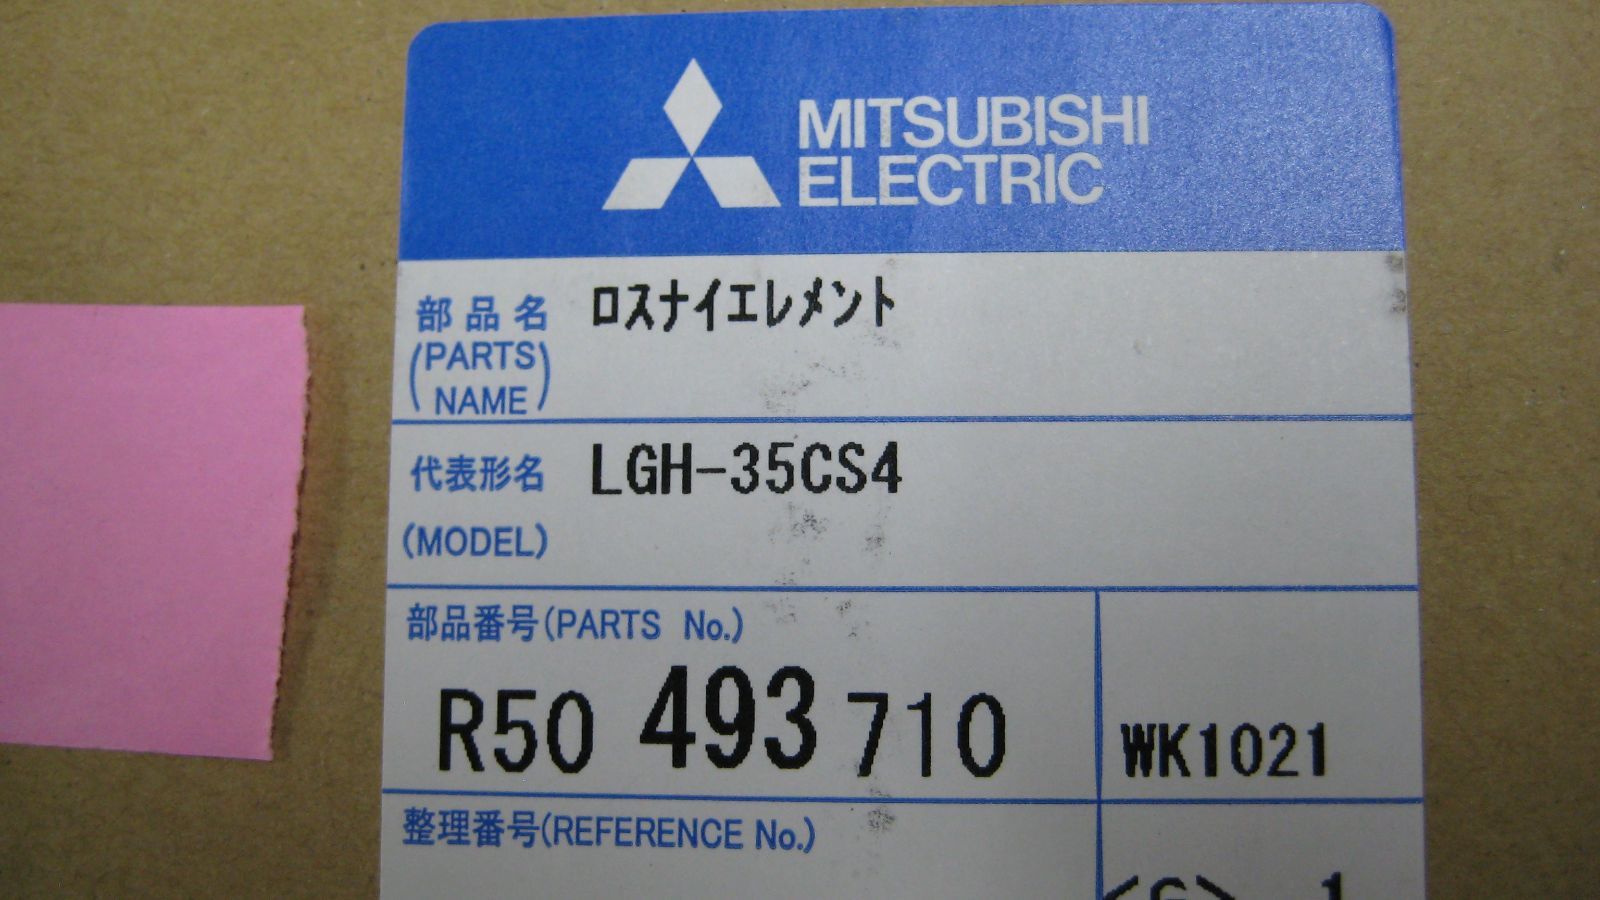 MITSUBISHI
ELECTRIC
部品名 ロスナイエレメント
(PARTS
NAME)
代表形名 LGH-35CS4
(MODEL)
部品番号(PARTS No.)
R50 493 710 WK1021
整理番号(REFERENCE No.)